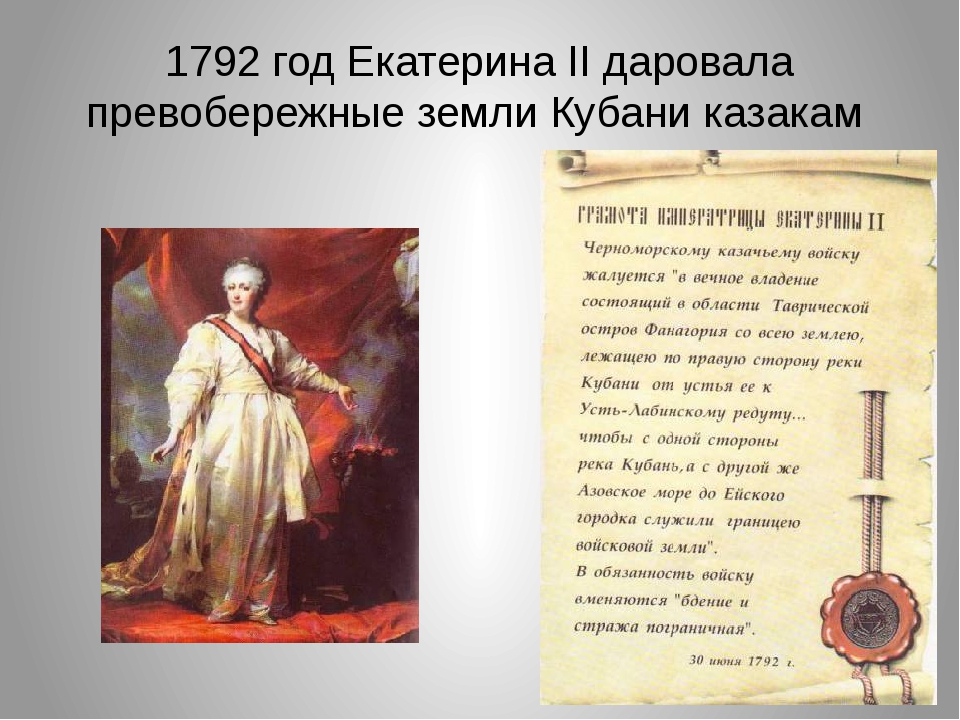 1792 год Екатерина II даровала
превобережные земли Кубани казакам
ГРАМОТА ИМПЕРАТРИЦЫ ЕКАТЕРИНЫ II
Черноморскому казачьему войску
жалуется "в вечное владение
состоящий в области Таврической
остров Фанагория со всею землею,
лежащею по правую сторону реки
Кубани от устья ее к
Усть-Лабинскому редуту...
чтобы с одной стороны
река Кубань,а с другой же
Азовское море до Ейского
городка служили границею
войсковой земли".
В обязанность войску
вменяются "бдение и
стража пограничная".
30 июня 1792 г.